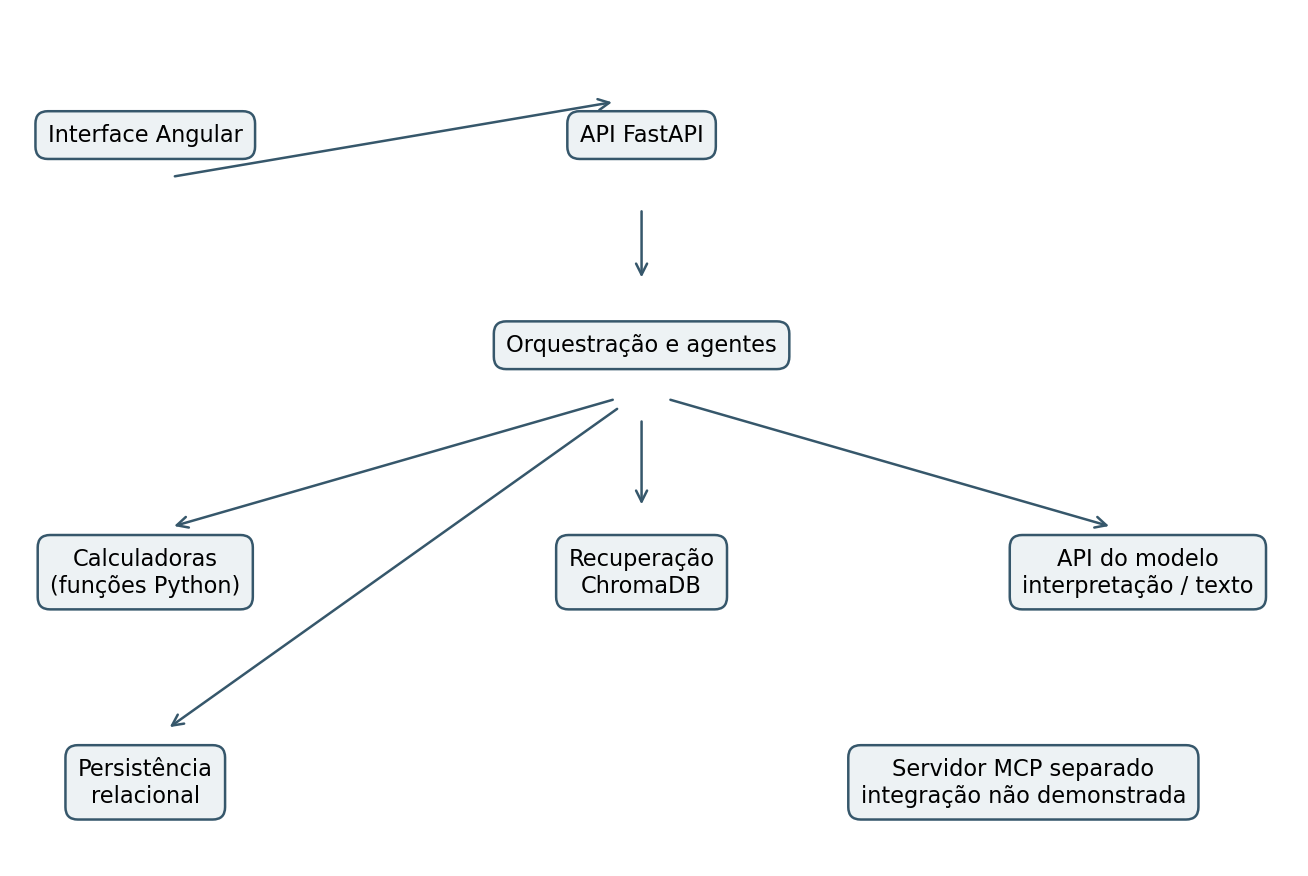 Interface Angular
API FastAPI
Orquestração e agentes
Calculadoras
(funções Python)
Recuperação
ChromaDB
API do modelo
interpretação / texto
Persistência
relacional
Servidor MCP separado
integração não demonstrada